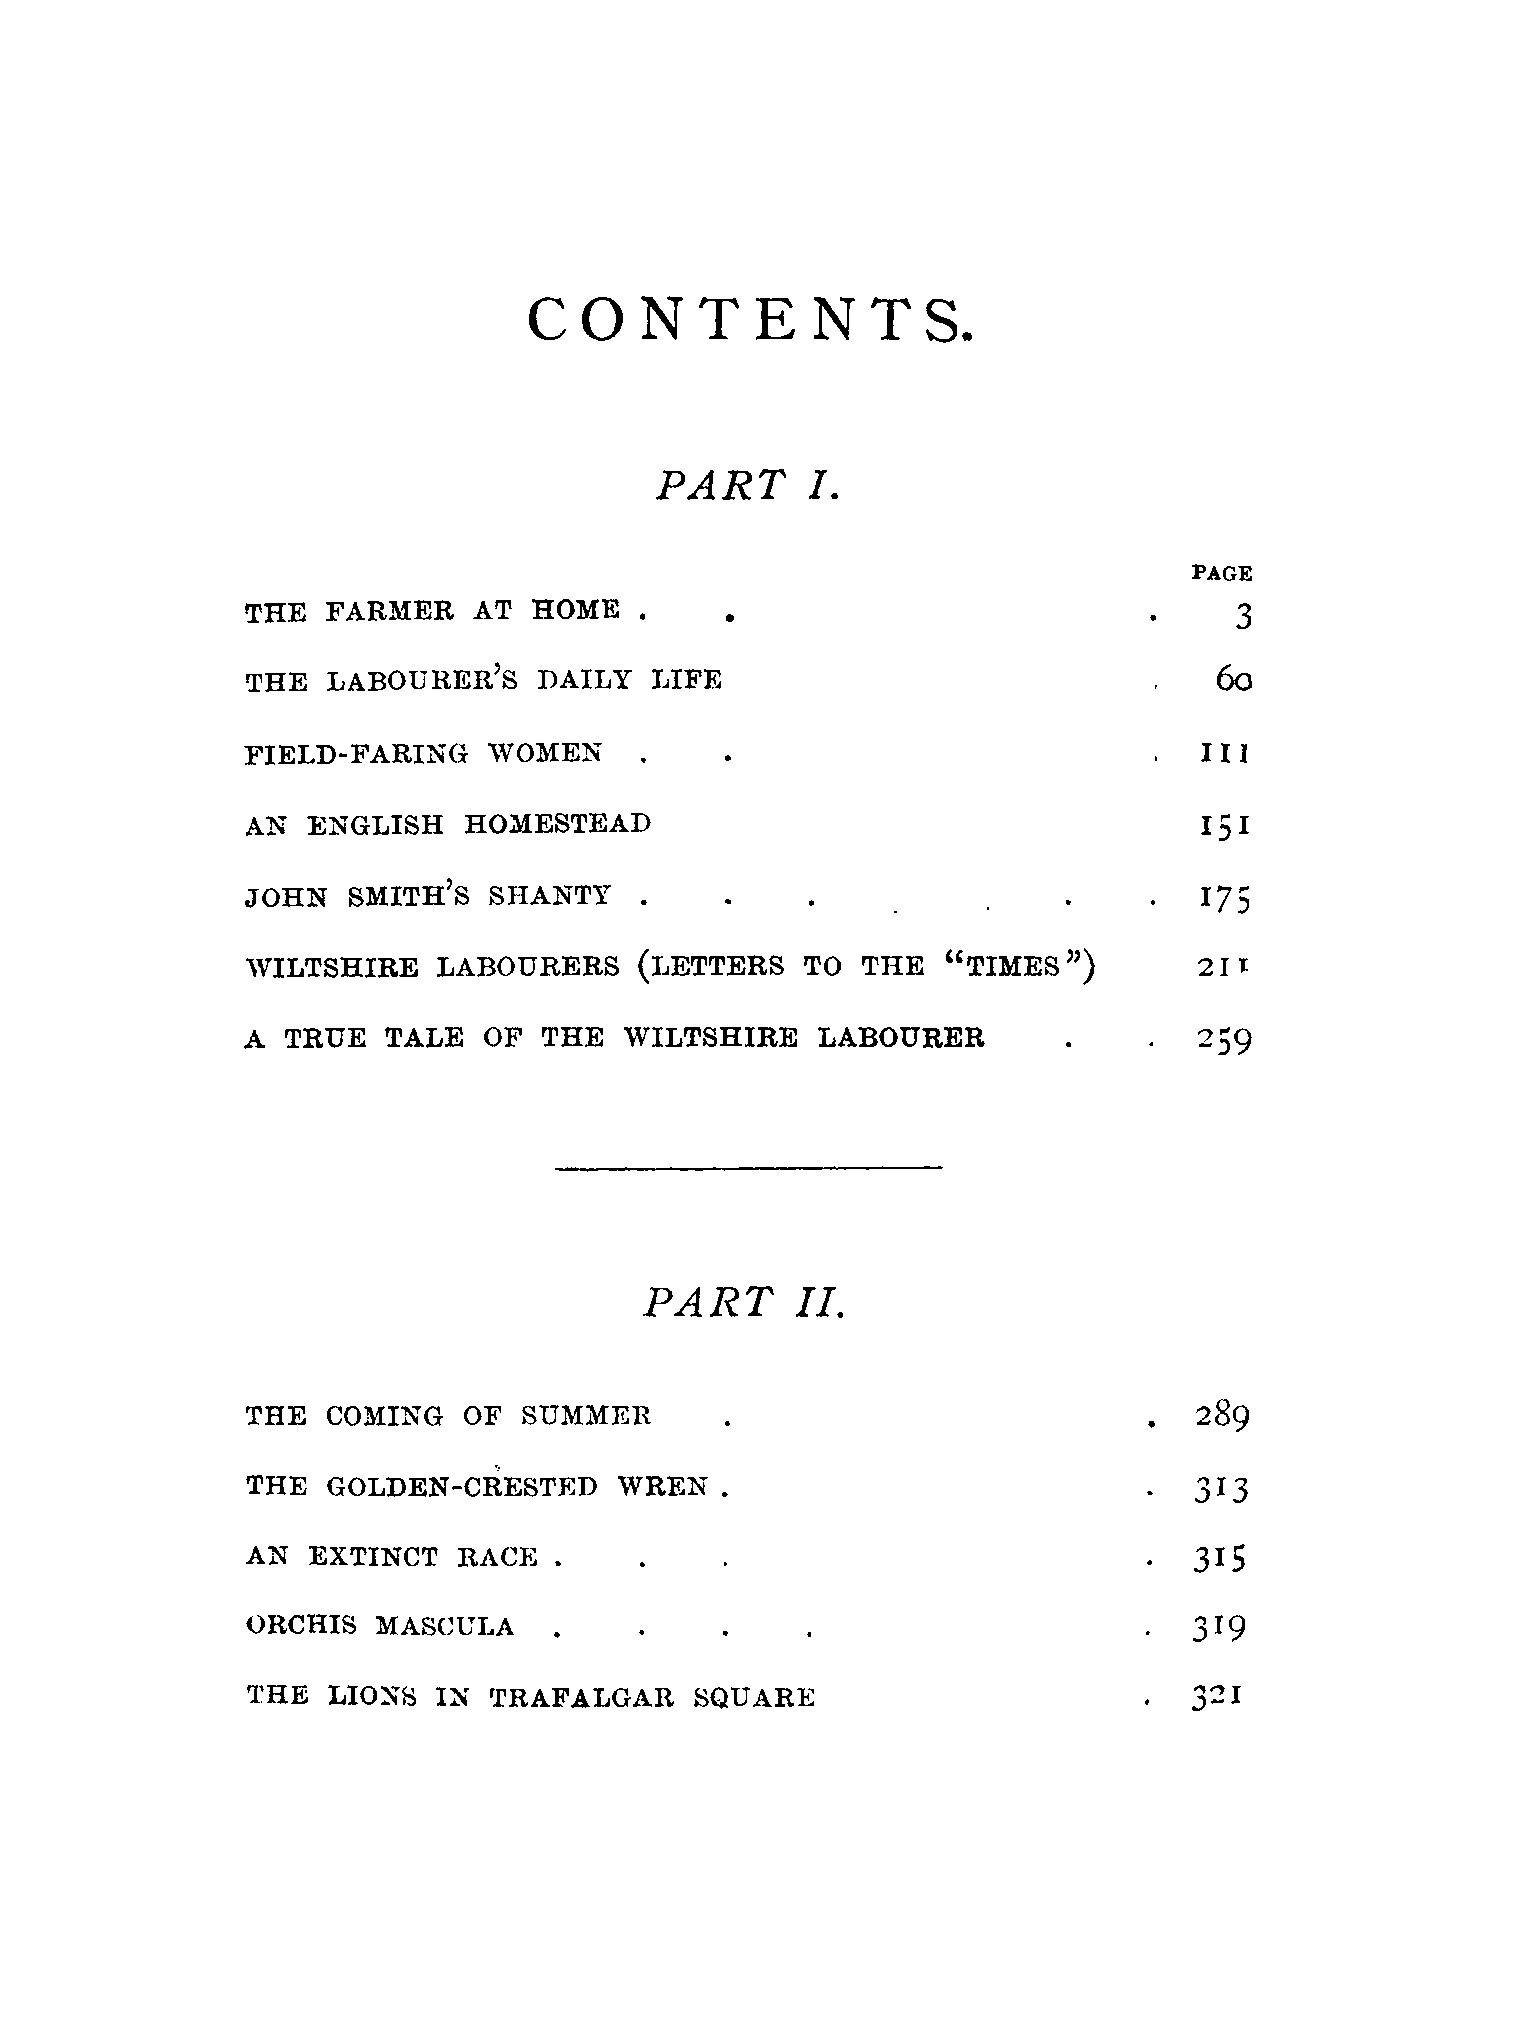 CONTENTS.
PART I.
PAGE
THE FARMER AT HOME . . . 3
THE LABOURER'S DAILY LIFE . 60
FIELD-FARING WOMEN . . . 111
AN ENGLISH HOMESTEAD 151
JOHN SMITH'S SHANTY . . . . . . . 175
WILTSHIRE LABOURERS (LETTERS TO THE “TIMES”) 211
A TRUE TALE OF THE WILTSHIRE LABOURER . . 259
PART II.
THE COMING OF SUMMER . . 289
THE GOLDEN-CRESTED WREN . . 313
AN EXTINCT RACE . . . . 315
ORCHIS MASCULA . . . . . 319
THE LIONS IN TRAFALGAR SQUARE . 321